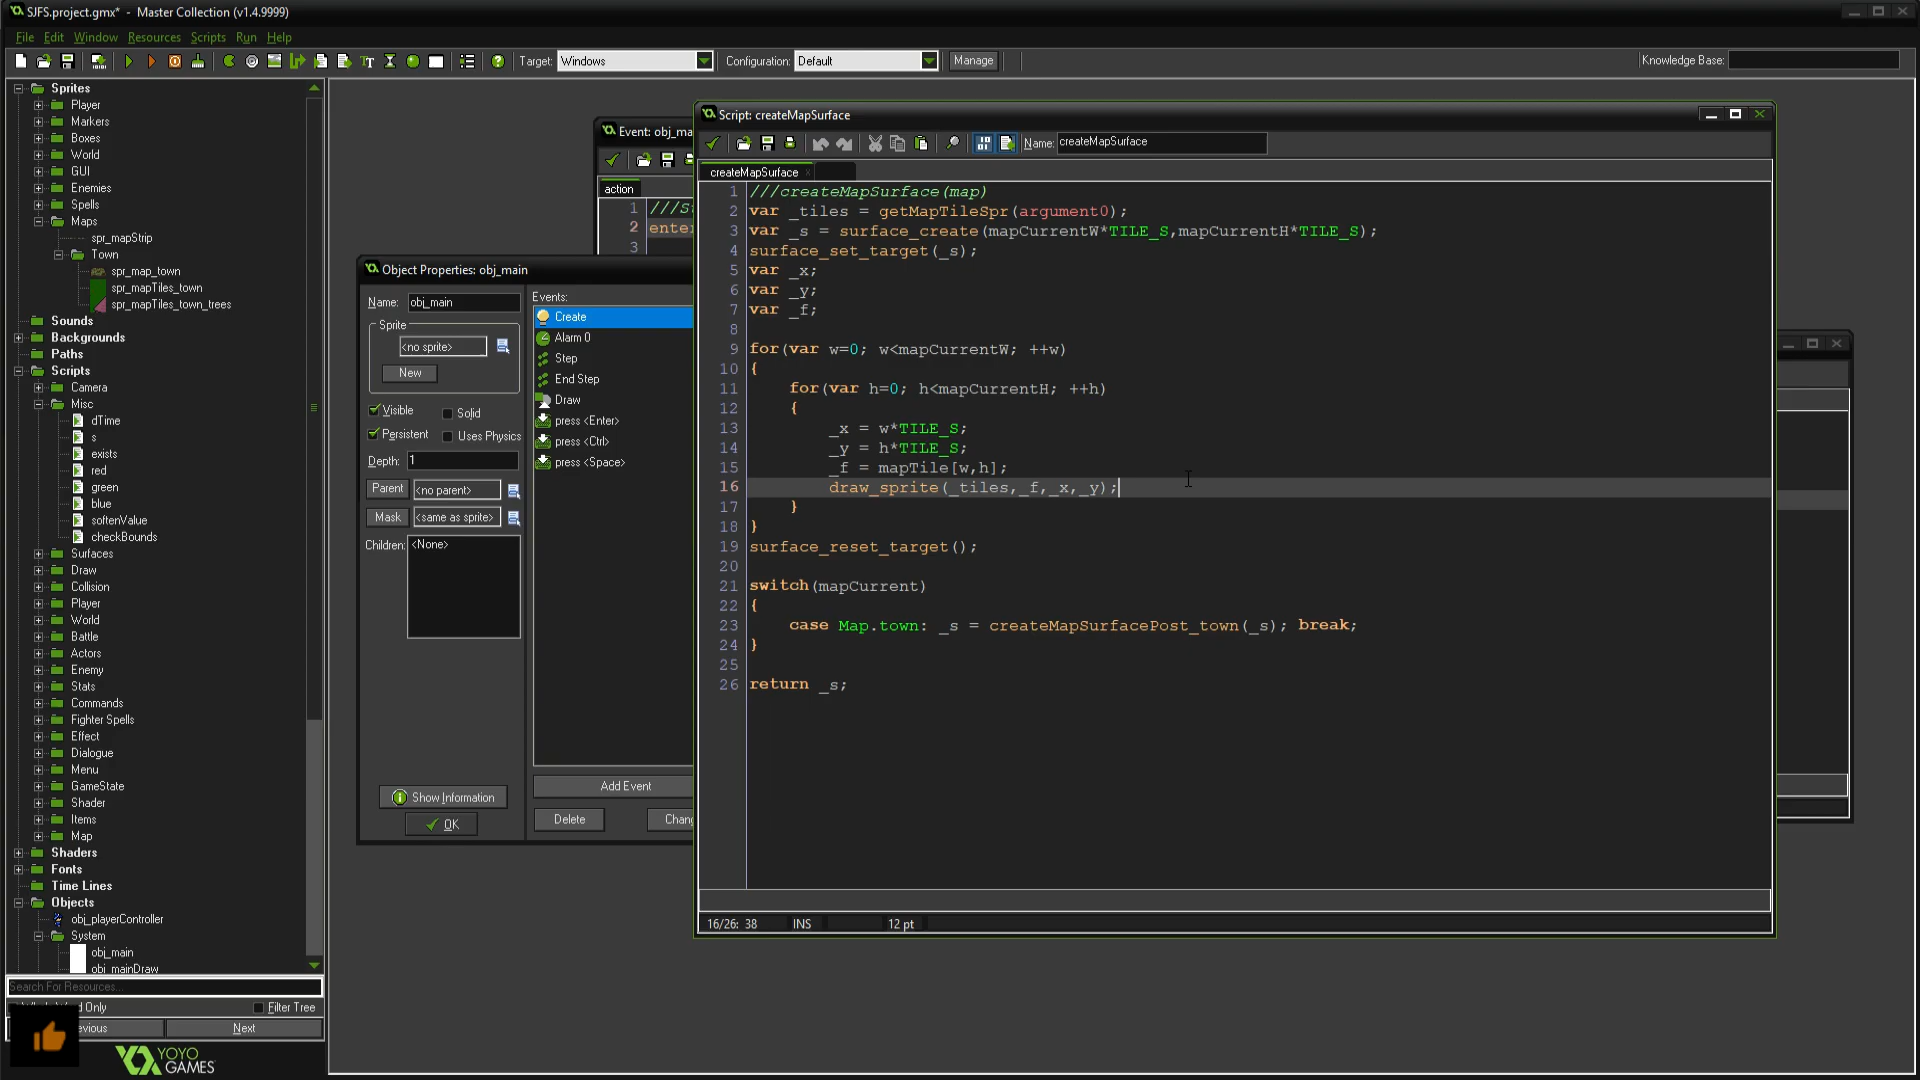 SJFS.project.gmx* - Master Collection (v1.4.9999)
File Edit Window Resources Scripts Run Help
Target: Windows Configuration: Default Manage Knowledge Base:
Sprites
Player
Markers
Boxes
World
GUI
Enemies
Spells
Maps
spr_mapStrip
Town
spr_map_town
spr_mapTiles_town
spr_mapTiles_town_trees
Sounds
Backgrounds
Paths
Scripts
Camera
Misc
dTime
s
exists
red
green
blue
softenValue
checkBounds
Surfaces
Draw
Collision
Player
World
Battle
Actors
Enemy
Stats
Commands
Fighter Spells
Effect
Dialogue
Menu
GameState
Shader
Items
Map
Shaders
Fonts
Time Lines
Objects
obj_playerController
System
obj_main
obj_mainDraw
Search For Resources...
d Only Filter Tree
evious Next
YOYO
GAMES
Object Properties: obj_main
Name: obj_main
Sprite
<no sprite>
New
Visible Solid
Persistent Uses Physics
Depth: 1
Parent <no parent>
Mask <same as sprite>
Children: <None>
Show Information
OK
Events:
Create
Alarm 0
Step
End Step
Draw
press <Enter>
press <Ctrl>
press <Space>
Add Event
Delete Chang
Event: obj_ma
action
1 ///S
2 enter
3
Script: createMapSurface
Name: createMapSurface
createMapSurface
1 ///createMapSurface(map)
2 var _tiles = getMapTileSpr(argument0);
3 var _s = surface_create(mapCurrentW*TILE_S,mapCurrentH*TILE_S);
4 surface_set_target(_s);
5 var _x;
6 var _y;
7 var _f;
8
9 for(var w=0; w<mapCurrentW; ++w)
10 {
11 for(var h=0; h<mapCurrentH; ++h)
12 {
13 _x = w*TILE_S;
14 _y = h*TILE_S;
15 _f = mapTile[w,h];
16 draw_sprite(_tiles,_f,_x,_y);
17 }
18 }
19 surface_reset_target();
20
21 switch(mapCurrent)
22 {
23 case Map.town: _s = createMapSurfacePost_town(_s); break;
24 }
25
26 return _s;
16/26: 38 INS 12 pt